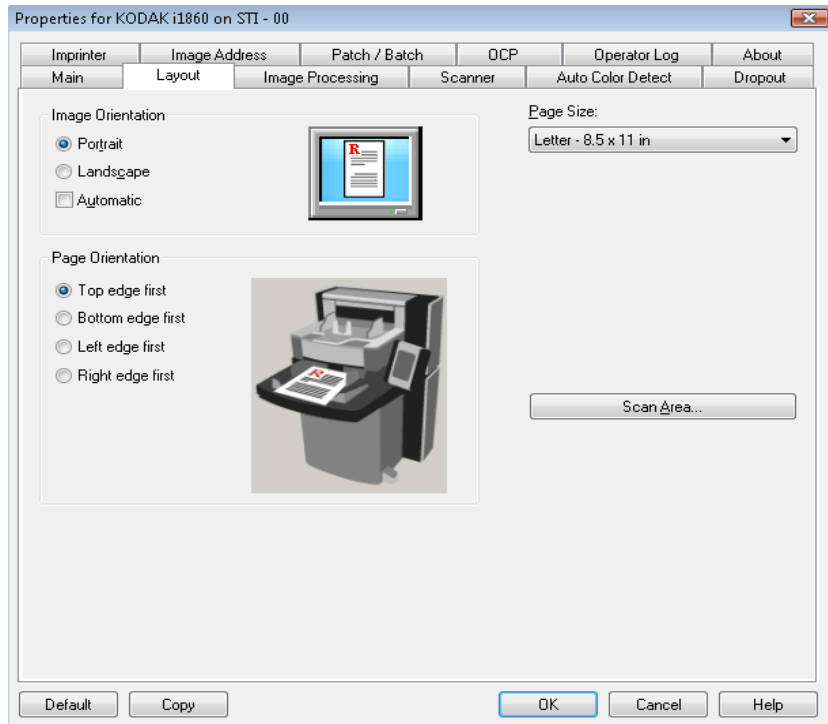 Properties for KODAK i1860 on STI - 00
Imprinter Image Address Patch / Batch OCP Operator Log About
Main Layout Image Processing Scanner Auto Color Detect Dropout
Image Orientation
Portrait
Landscape
Automatic
R
Page Size:
Letter - 8.5 x 11 in
Page Orientation
Top edge first
Bottom edge first
Left edge first
Right edge first
R
Scan Area...
Default Copy OK Cancel Help